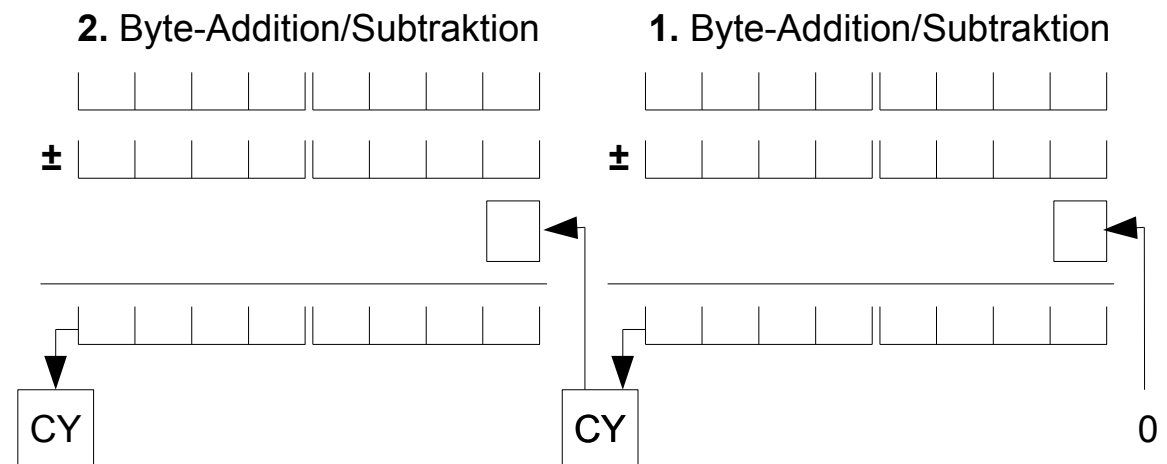 2. Byte-Addition/Subtraktion 1. Byte-Addition/Subtraktion
± ±
CY CY 0